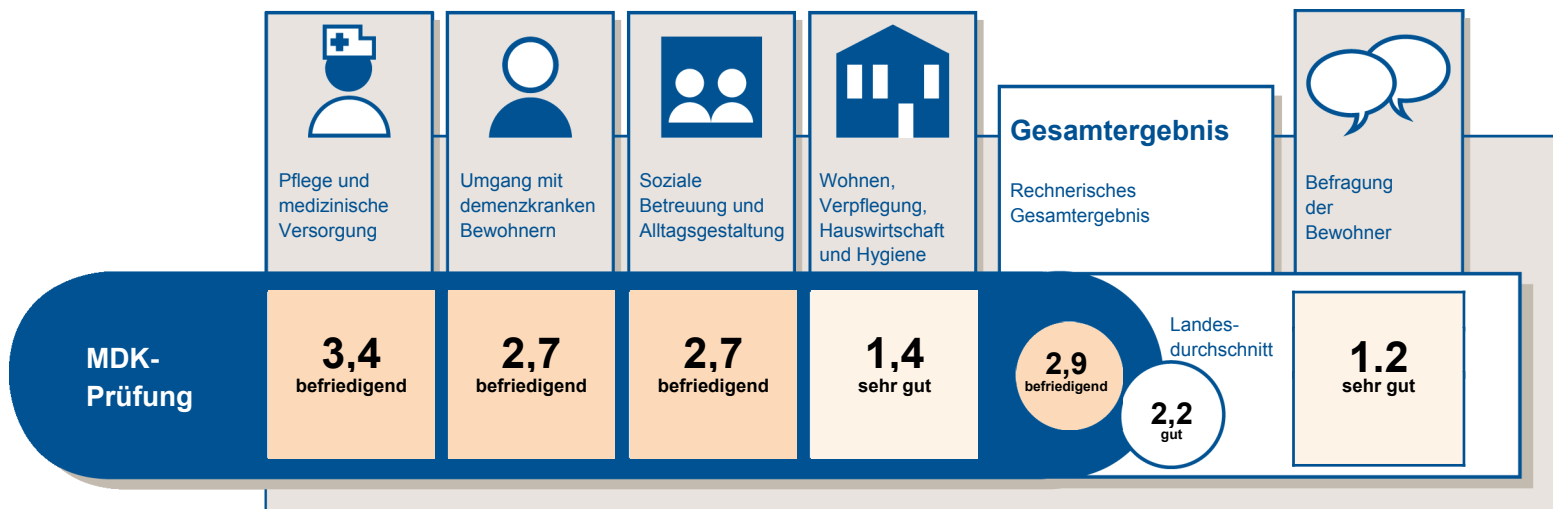 Pflege und
medizinische
Versorgung
Umgang mit
demenzkranken
Bewohnern
Soziale
Betreuung und
Alltagsgestaltung
Wohnen,
Verpflegung,
Hauswirtschaft
und Hygiene
Gesamtergebnis
Rechnerisches
Gesamtergebnis
Befragung
der
Bewohner
MDK-
Prüfung
3,4
befriedigend
2,7
befriedigend
2,7
befriedigend
1,4
sehr gut
2,9
befriedigend
Landes-
durchschnitt
2,2
gut
1.2
sehr gut